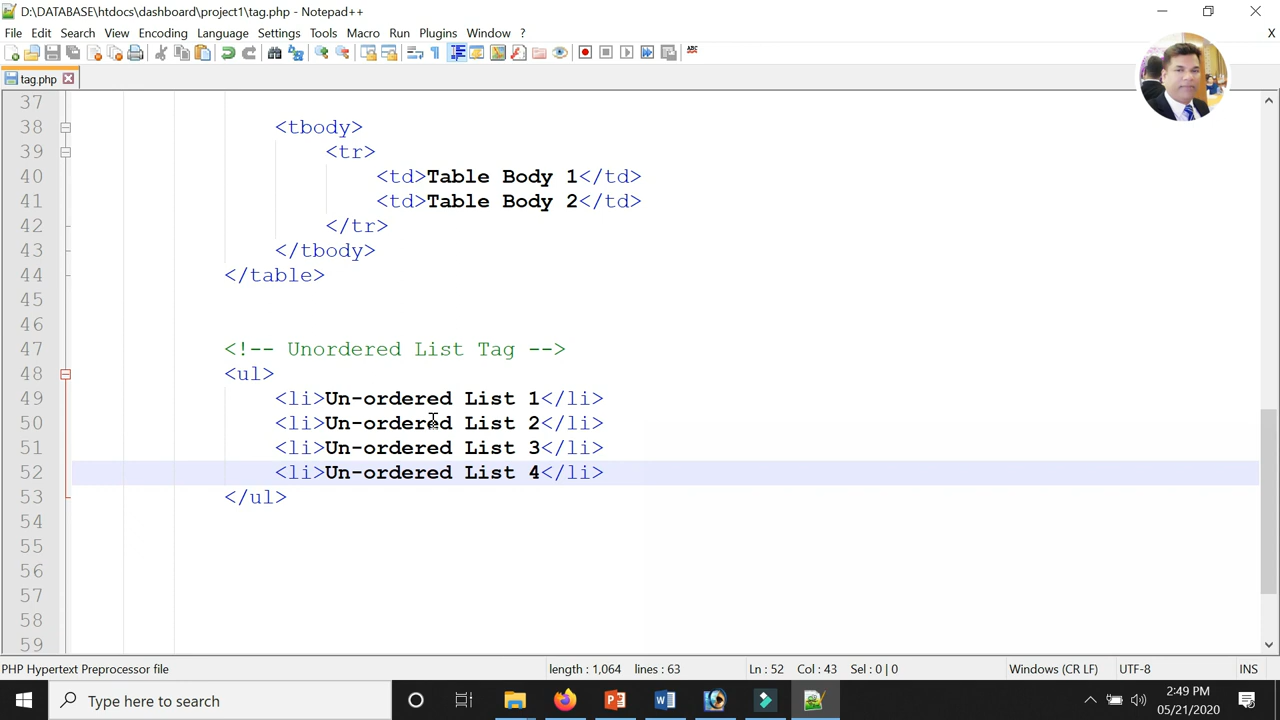 D:\DATABASE\htdocs\dashboard\project1\tag.php - Notepad++
File Edit Search View Encoding Language Settings Tools Macro Run Plugins Window ? X
tag.php
37
38 <tbody>
39 <tr>
40 <td>Table Body 1</td>
41 <td>Table Body 2</td>
42 </tr>
43 </tbody>
44 </table>
45
46
47 <!-- Unordered List Tag -->
48 <ul>
49 <li>Un-ordered List 1</li>
50 <li>Un-ordered List 2</li>
51 <li>Un-ordered List 3</li>
52 <li>Un-ordered List 4</li>
53 </ul>
54
55
56
57
58
59
PHP Hypertext Preprocessor file length : 1,064 lines : 63 Ln : 52 Col : 43 Sel : 0 | 0 Windows (CR LF) UTF-8 INS
Type here to search
2:49 PM
05/21/2020